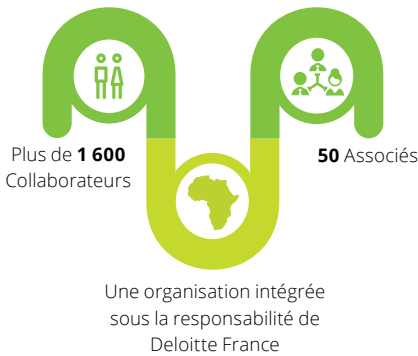 Plus de 1 600
Collaborateurs
50 Associés
Une organisation intégrée
sous la responsabilité de
Deloitte France